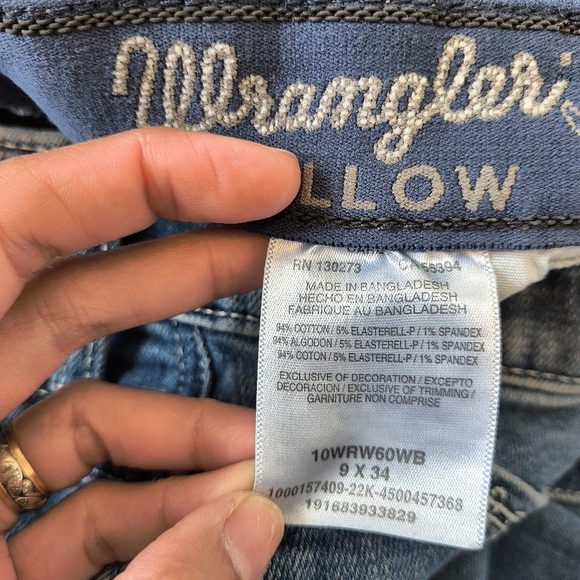 Wrangler
LLOW
RN 130273
MADE IN BANGLADESH
HECHO EN BANGLADESH
FABRIQUE AU BANGLADESH
94% COTTON / 5% ELASTERELL-P / 1% SPANDEX
94% ALGODON / 5% ELASTERELL-P / 1% SPANDEX
94% COTON / 5% ELASTERELL-P / 1% SPANDEX
EXCLUSIVE OF DECORATION / EXCEPTO
DECORACION / EXCLUSIVE OF TRIMMING /
GARNITURE NON COMPRISE
10WRW60WB
9 X 34
1000157409-22K-4500457368
191683933829